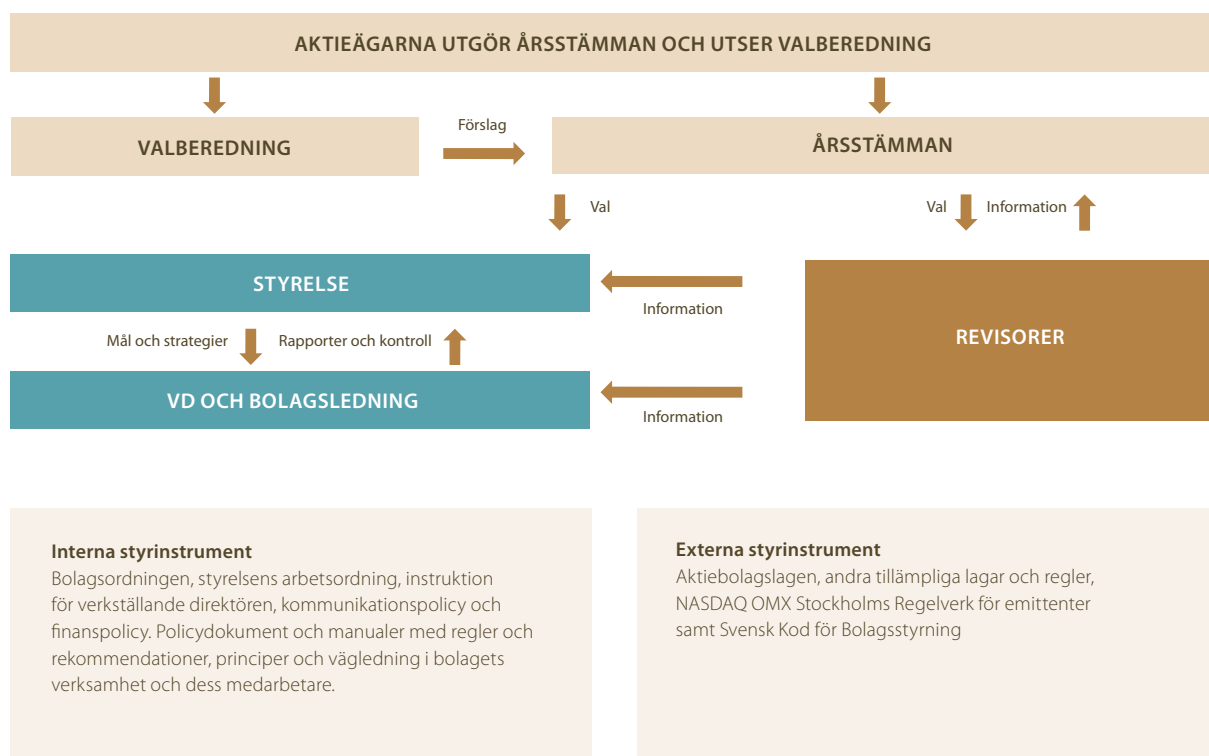 AKTIEÄGARNA UTGÖR ÅRSSTÄMMAN OCH UTSER VALBEREDNING
VALBEREDNING
Förslag
ÅRSSTÄMMAN
Val
Val
Information
STYRELSE
Information
Mål och strategier
Rapporter och kontroll
REVISORER
VD OCH BOLAGSLEDNING
Information
Interna styrinstrument
Bolagsordningen, styrelsens arbetsordning, instruktion
för verkställande direktören, kommunikationspolicy och
finanspolicy. Policydokument och manualer med regler och
rekommendationer, principer och vägledning i bolagets
verksamhet och dess medarbetare.
Externa styrinstrument
Aktiebolagslagen, andra tillämpliga lagar och regler,
NASDAQ OMX Stockholms Regelverk för emittenter
samt Svensk Kod för Bolagsstyrning